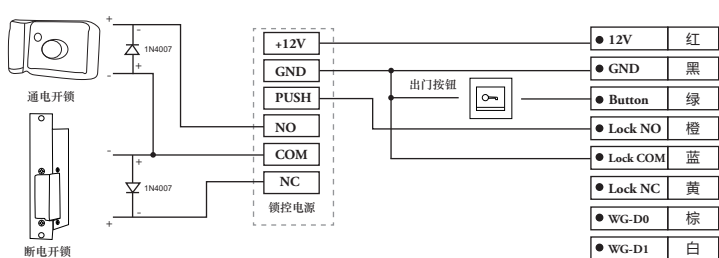 +
-
1N4007
+
-
通电开锁
-
+
1N4007
-
+
断电开锁
+12V
GND
PUSH
NO
COM
NC
锁控电源
出门按钮
12V 红
GND 黑
Button 绿
Lock NO 橙
Lock COM 蓝
Lock NC 黄
WG-D0 棕
WG-D1 白